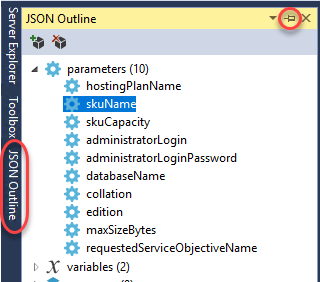 JSON Outline
Server Explorer
Toolbox
JSON Outline
parameters (10)
hostingPlanName
skuName
skuCapacity
administratorLogin
administratorLoginPassword
databaseName
collation
edition
maxSizeBytes
requestedServiceObjectiveName
variables (2)